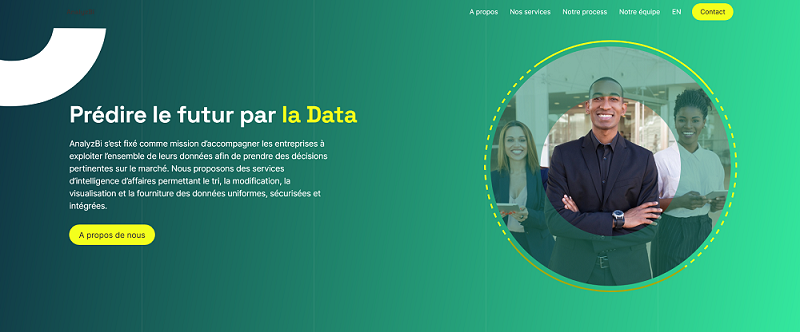 A propos Nos services Notre process Notre équipe EN Contact
Prédire le futur par la Data
AnalyzBi s'est fixé comme mission d'accompagner les entreprises à
exploiter l'ensemble de leurs données afin de prendre des décisions
pertinentes sur le marché. Nous proposons des services
d'intelligence d'affaires permettant le tri, la modification, la
visualisation et la fourniture des données uniformes, sécurisées et
intégrées.
A propos de nous